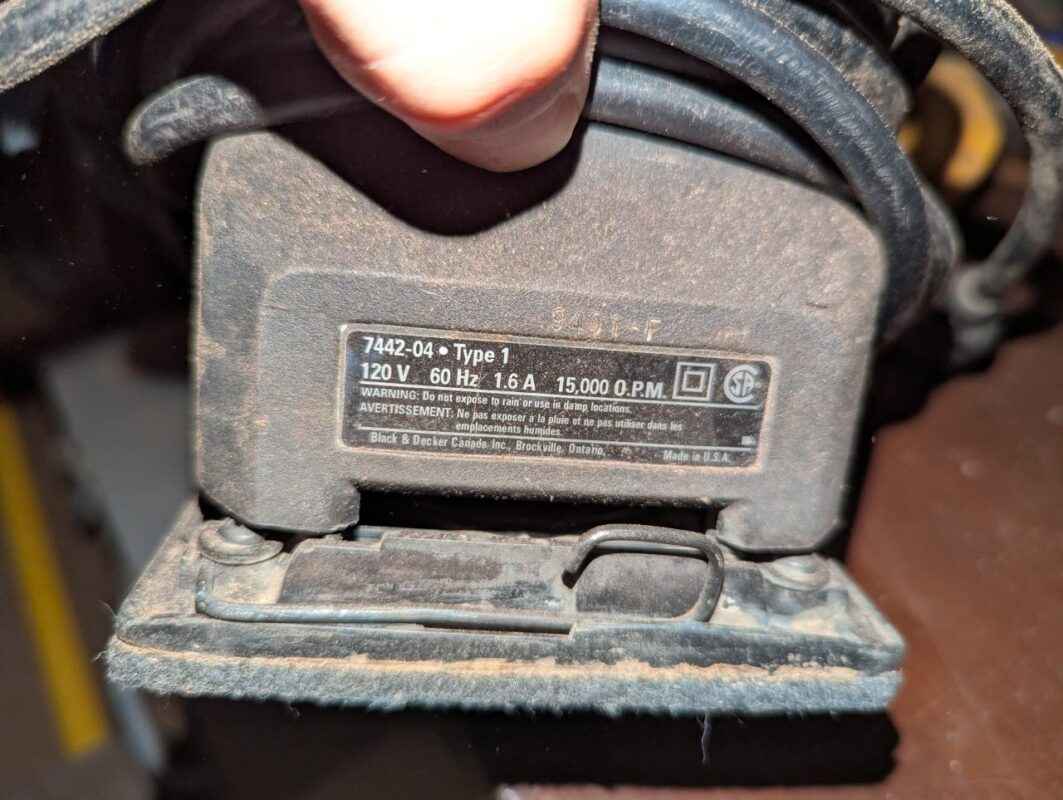 7442-04 • Type 1
120 V 60 Hz 1.6 A 15,000 O.P.M.
WARNING: Do not expose to rain or use in damp locations.
AVERTISSEMENT: Ne pas exposer à la pluie et ne pas utiliser dans les
emplacements humides.
Black & Decker Canada Inc., Brockville, Ontario, Made in U.S.A.